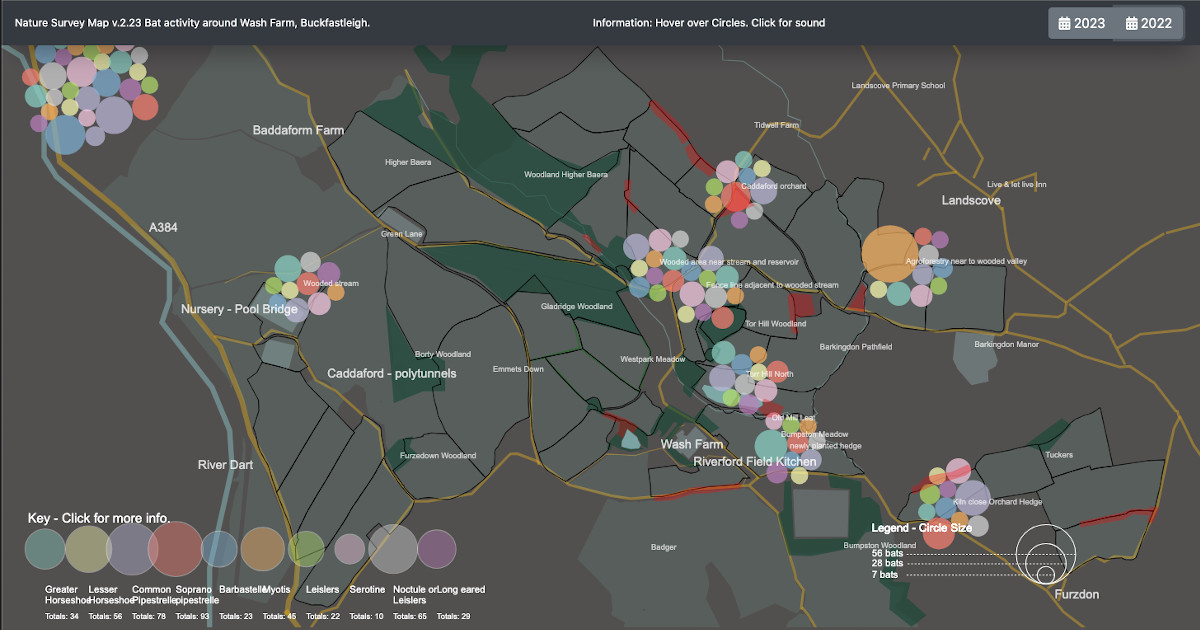 Nature Survey Map v.2.23 Bat activity around Wash Farm, Buckfastleigh.
Information: Hover over Circles. Click for sound
2023
2022
Landscove Primary School
Tidwell Farm
Baddaform Farm
Higher Baera
Woodland Higher Baera
Caddaford orchard
Live & let live Inn
Landscove
A384
Green Lane
Wooded area near stream and reservoir
Agroforestry near to wooded valley
Wooded stream
Fence line adjacent to wooded stream
Nursery - Pool Bridge
Gladridge Woodland
Tor Hill Woodland
Barkingdon Pathfield
Barkingdon Manor
Borty Woodland
Westpark Meadow
Emmets Down
Caddaford - polytunnels
Torr Hill North
Old Mill Leat
Bumpston Meadow
newly planted hedge
Wash Farm
Riverford Field Kitchen
Furzedown Woodland
Tuckers
River Dart
Kiln close Orchard Hedge
Key - Click for more info.
Legend - Circle Size
Badger
Bumpston Woodland
56 bats
28 bats
7 bats
Furzdon
Greater Horseshoe
Lesser Horseshoe
Common Pipestrelle
Soprano pipestrelle
Barbastelle
Myotis
Leislers
Serotine
Noctule or Leislers
Long eared
Totals: 34
Totals: 56
Totals: 78
Totals: 93
Totals: 23
Totals: 45
Totals: 22
Totals: 10
Totals: 65
Totals: 29